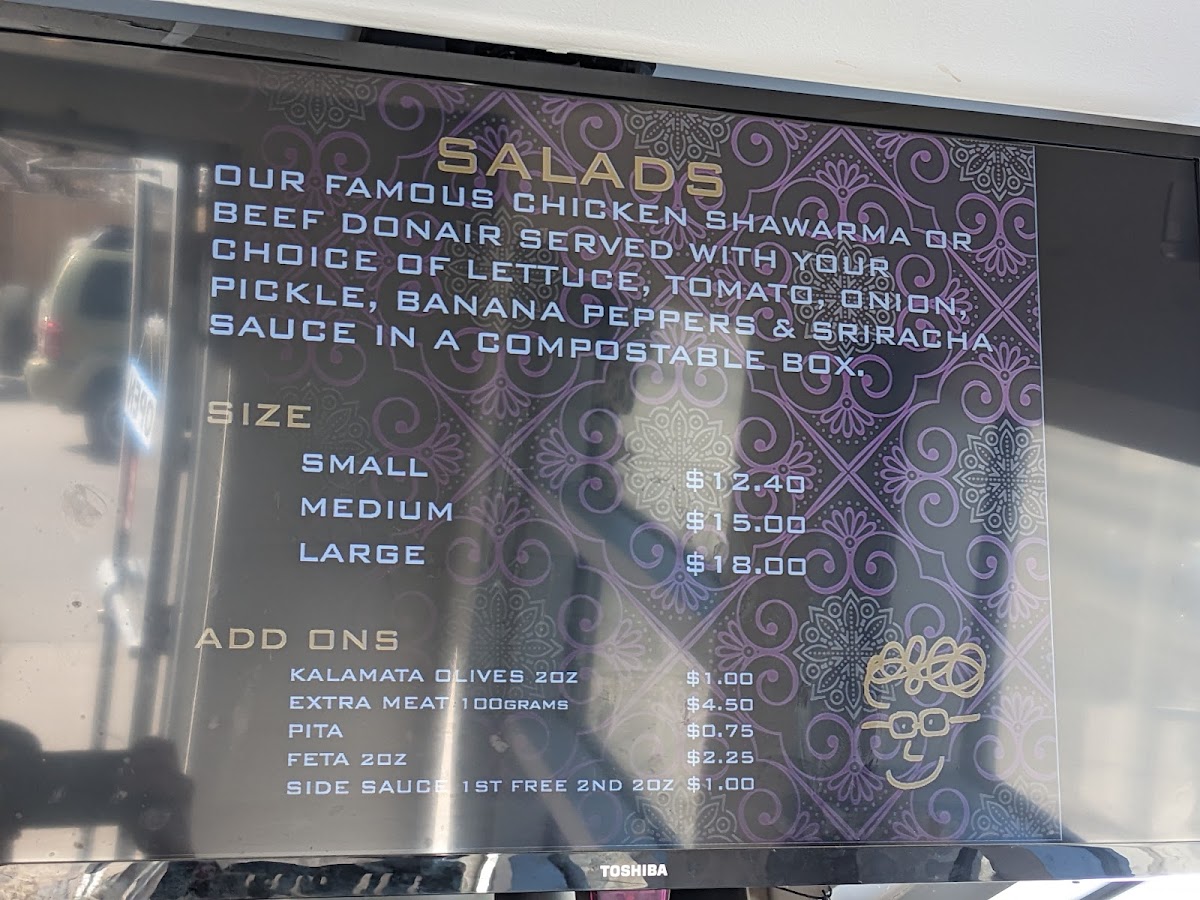 SALADS
OUR FAMOUS CHICKEN SHAWARMA OR
BEEF DONAIR SERVED WITH YOUR
CHOICE OF LETTUCE, TOMATO, ONION,
PICKLE, BANANA PEPPERS & SRIRACHA
SAUCE IN A COMPOSTABLE BOX.
SIZE
SMALL $12.40
MEDIUM $15.00
LARGE $18.00
ADD ONS
KALAMATA OLIVES 2OZ $1.00
EXTRA MEAT 100GRAMS $4.50
PITA $0.75
FETA 2OZ $2.25
SIDE SAUCE 1ST FREE 2ND 2OZ $1.00
TOSHIBA